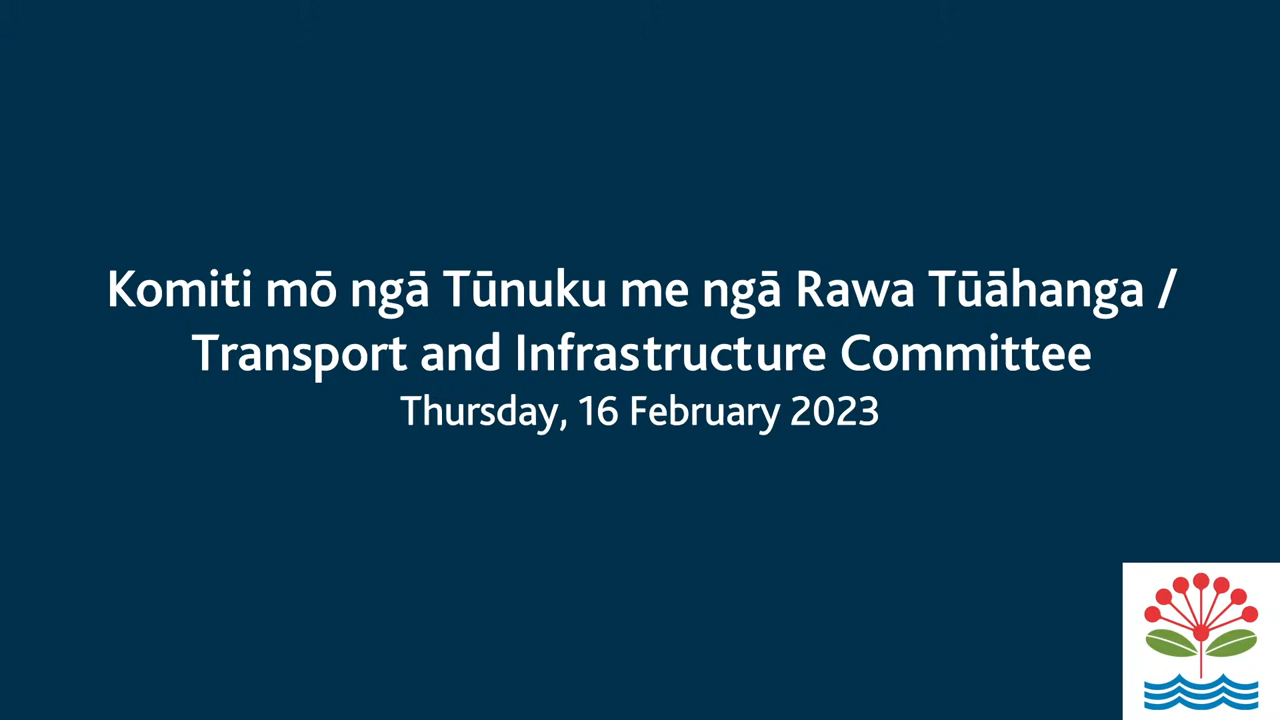 Komiti mō ngā Tūnuku me ngā Rawa Tūāhanga /
Transport and Infrastructure Committee
Thursday, 16 February 2023